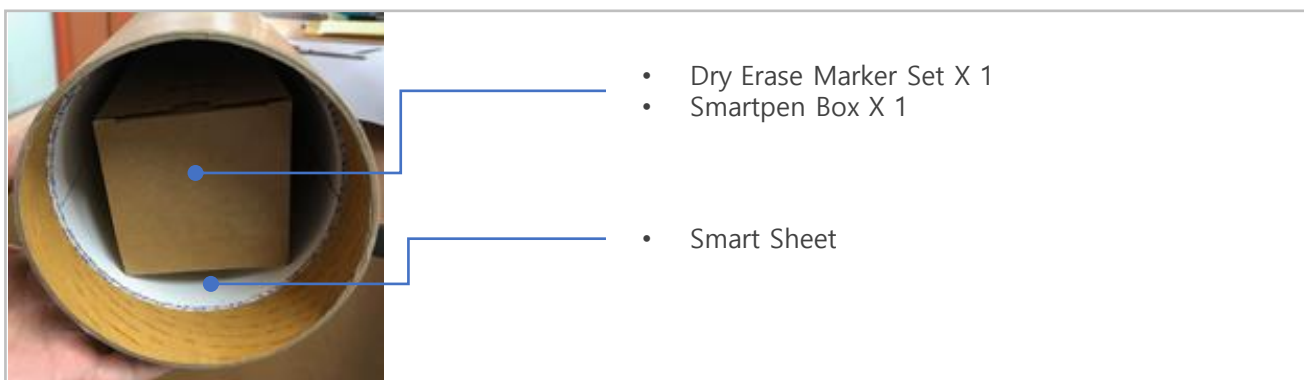 • Dry Erase Marker Set X 1
• Smartpen Box X 1
• Smart Sheet